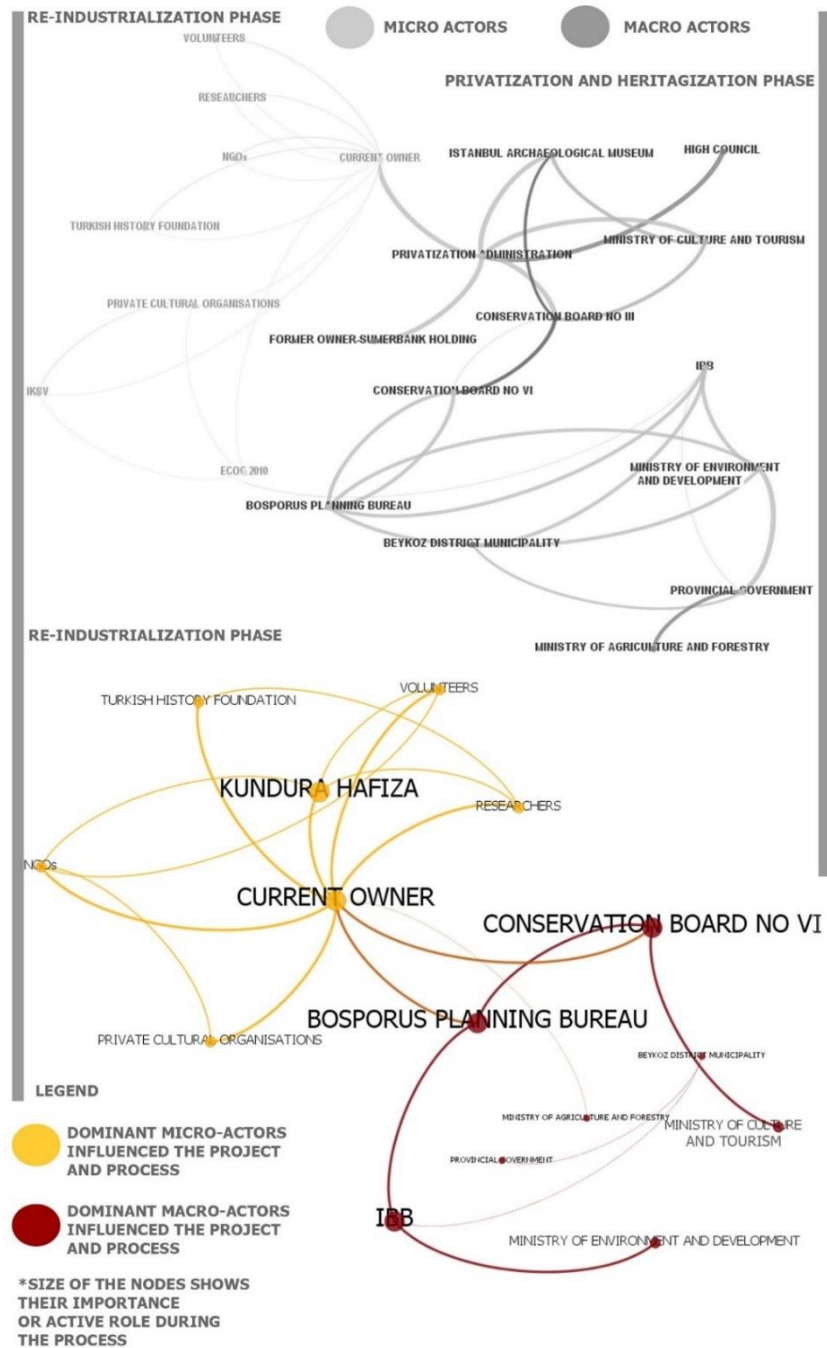 RE-INDUSTRIALIZATION PHASE
MICRO ACTORS
MACRO ACTORS
VOLUNTEERS
PRIVATIZATION AND HERITAGIZATION PHASE
RESEARCHERS
NGOs
CURRENT OWNER
ISTANBUL ARCHAEOLOGICAL MUSEUM
HIGH COUNCIL
TURKISH HISTORY FOUNDATION
MINISTRY OF CULTURE AND TOURISM
PRIVATIZATION ADMINISTRATION
PRIVATE CULTURAL ORGANISATIONS
CONSERVATION BOARD NO III
FORMER OWNER-SUMERBANK HOLDING
IBB
IKSV
CONSERVATION BOARD NO VI
ECOC 2010
MINISTRY OF ENVIRONMENT
AND DEVELOPMENT
BOSPORUS PLANNING BUREAU
BEYKOZ DISTRICT MUNICIPALITY
PROVINCIAL GOVERNMENT
RE-INDUSTRIALIZATION PHASE
MINISTRY OF AGRICULTURE AND FORESTRY
VOLUNTEERS
TURKISH HISTORY FOUNDATION
KUNDURA HAFIZA
RESEARCHERS
NGOs
CURRENT OWNER
CONSERVATION BOARD NO VI
BOSPORUS PLANNING BUREAU
PRIVATE CULTURAL ORGANISATIONS
BEYKOZ DISTRICT MUNICIPALITY
LEGEND
MINISTRY OF AGRICULTURE AND FORESTRY
MINISTRY OF CULTURE
AND TOURISM
DOMINANT MICRO-ACTORS
INFLUENCED THE PROJECT
AND PROCESS
PROVINCIAL GOVERNMENT
DOMINANT MACRO-ACTORS
INFLUENCED THE PROJECT
AND PROCESS
IBB
MINISTRY OF ENVIRONMENT AND DEVELOPMENT
*SIZE OF THE NODES SHOWS
THEIR IMPORTANCE
OR ACTIVE ROLE DURING
THE PROCESS